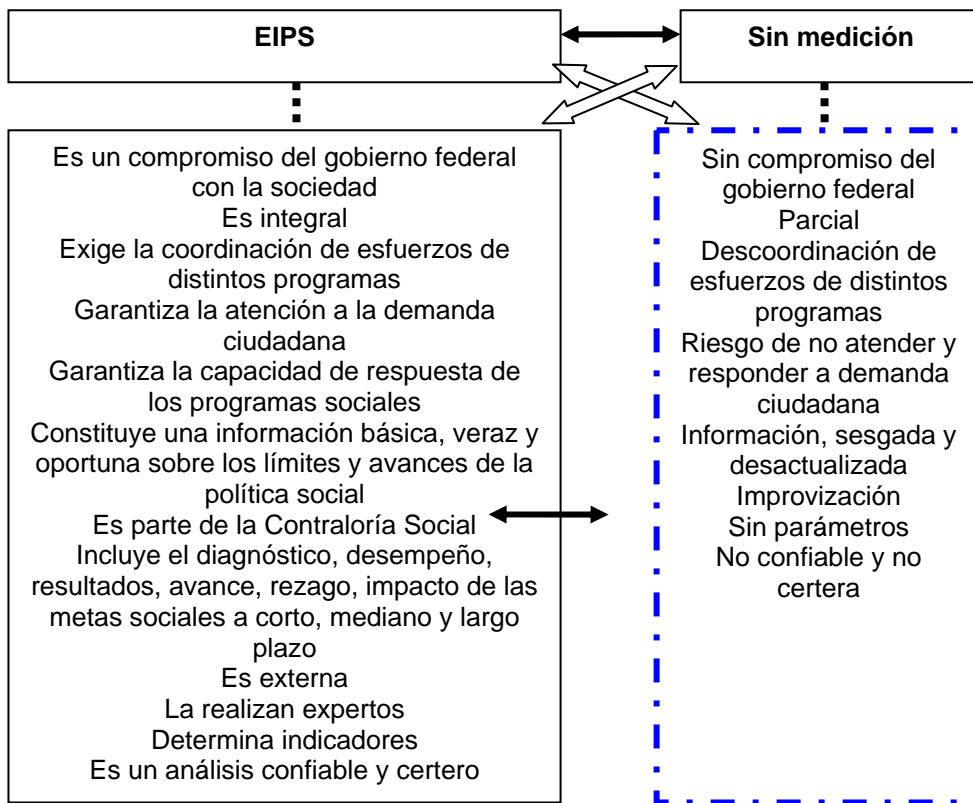 EIPS
Sin medición
Es un compromiso del gobierno federal
con la sociedad
Es integral
Exige la coordinación de esfuerzos de
distintos programas
Garantiza la atención a la demanda
ciudadana
Garantiza la capacidad de respuesta de
los programas sociales
Constituye una información básica, veraz y
oportuna sobre los límites y avances de la
política social
Es parte de la Contraloría Social
Incluye el diagnóstico, desempeño,
resultados, avance, rezago, impacto de las
metas sociales a corto, mediano y largo
plazo
Es externa
La realizan expertos
Determina indicadores
Es un análisis confiable y certero
Sin compromiso del
gobierno federal
Parcial
Descoordinación de
esfuerzos de distintos
programas
Riesgo de no atender y
responder a demanda
ciudadana
Información, sesgada y
desactualizada
Improvización
Sin parámetros
No confiable y no
certera